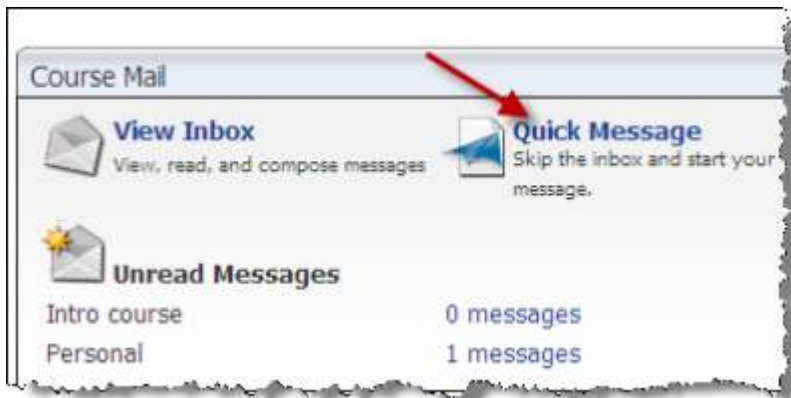 Course Mail
View Inbox
View, read, and compose messages
Quick Message
Skip the inbox and start your
message.
Unread Messages
Intro course 0 messages
Personal 1 messages